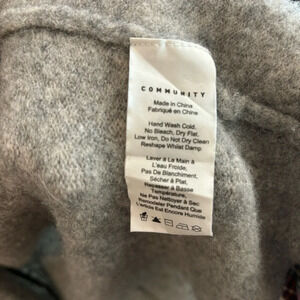 COMMUNITY
Made in China
Fabriqué en Chine
Hand Wash Cold.
No Bleach, Dry Flat.
Low Iron, Do Not Dry Clean
Reshape Whilst Damp
Laver à La Main à
L'eau Froide,
Pas De Blanchiment,
Sécher à Plat,
Repasser à Basse
Température,
Ne Pas Nettoyer à Sec
Remodeler Pendant Que
L'article Est Encore Humide